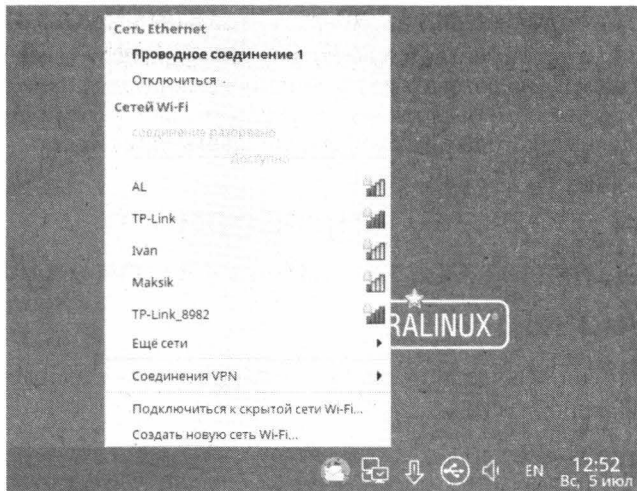 Сеть Ethernet
Проводное соединение 1
Отключиться
Сетей Wi-Fi
соединение разорвано
Доступно
AL
TP-Link
Ivan
Maksik
TP-Link_8982
Ещё сети
Соединения VPN
Подключиться к скрытой сети Wi-Fi...
Создать новую сеть Wi-Fi...
RALINUX®
EN
12:52
Вс, 5 июл